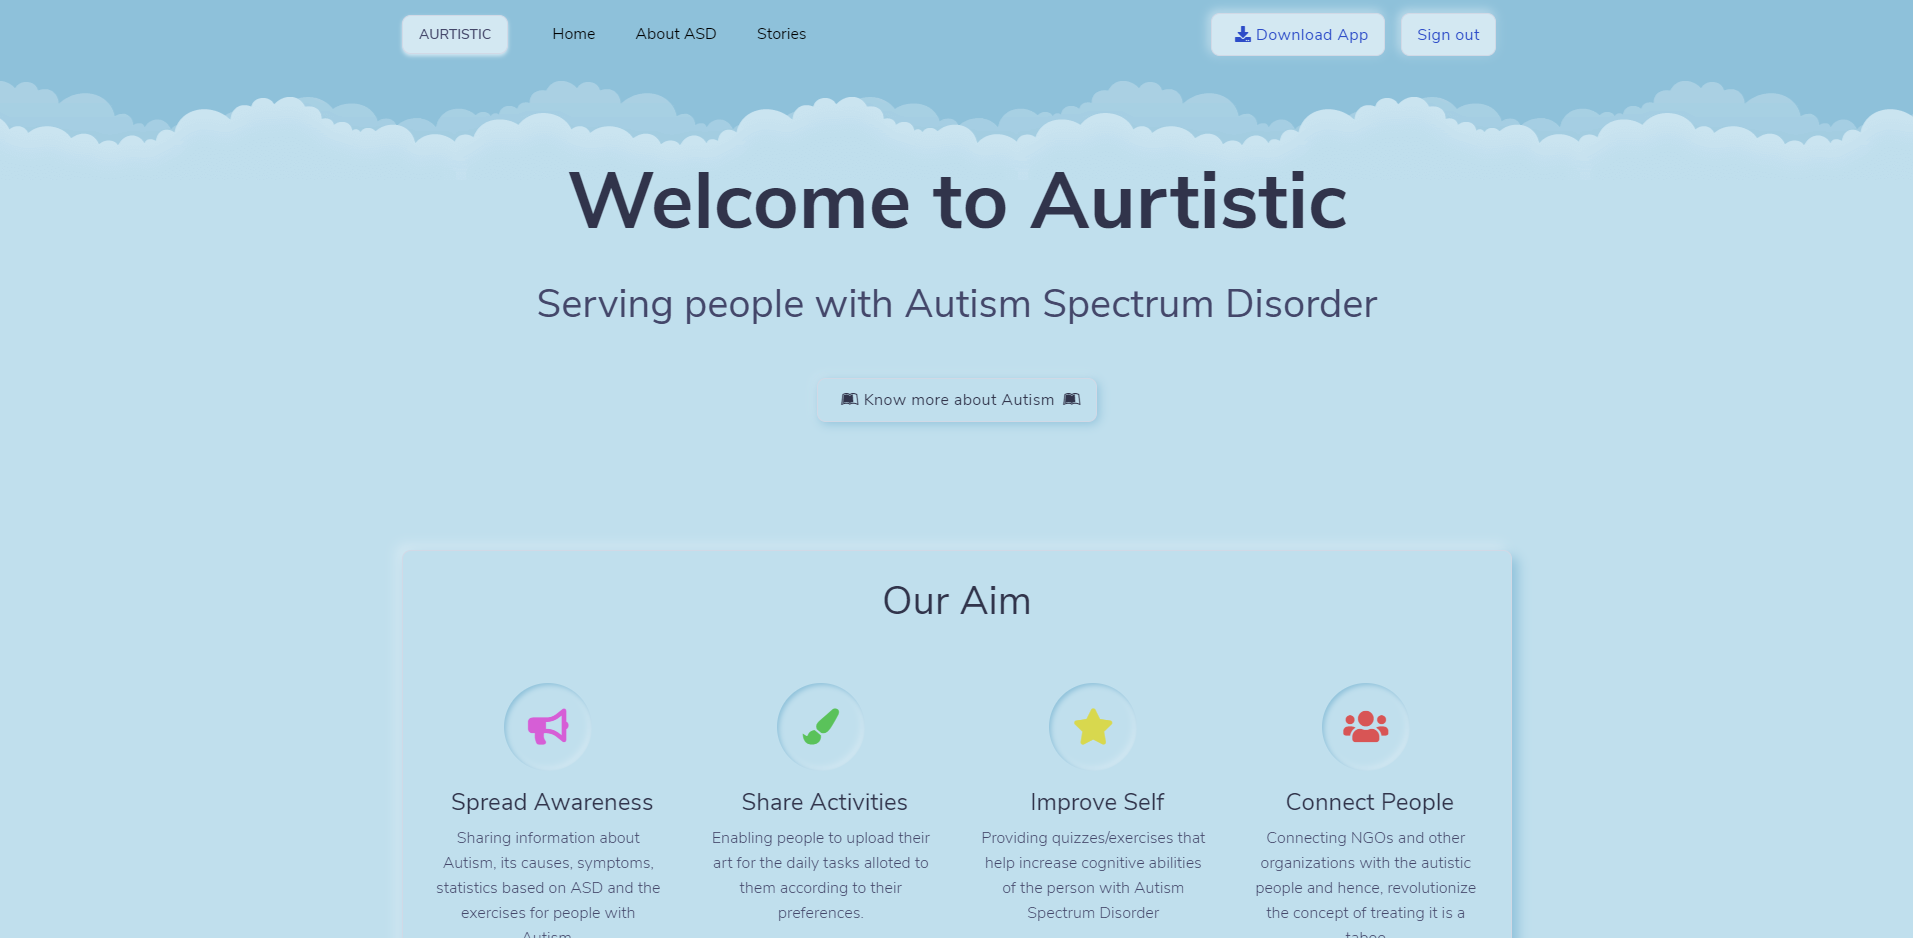 AURTISTIC
Home
About ASD
Stories
Download App
Sign out
Welcome to Aurtistic
Serving people with Autism Spectrum Disorder
Know more about Autism
Our Aim
Spread Awareness
Sharing information about
Autism, its causes, symptoms,
statistics based on ASD and the
exercises for people with
Autism
Share Activities
Enabling people to upload their
art for the daily tasks alloted to
them according to their
preferences.
Improve Self
Providing quizzes/exercises that
help increase cognitive abilities
of the person with Autism
Spectrum Disorder
Connect People
Connecting NGOs and other
organizations with the autistic
people and hence, revolutionize
the concept of treating it is a
taboo